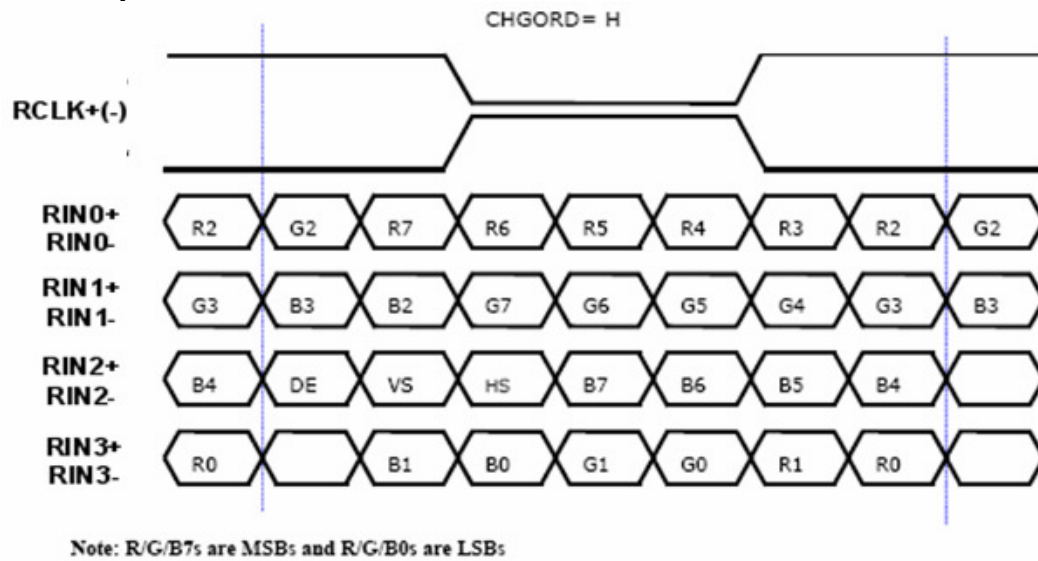 CHGORD= H
RCLK+(-)
RIN0+
RIN0-
R2 G2 R7 R6 R5 R4 R3 R2 G2
RIN1+
RIN1-
G3 B3 B2 G7 G6 G5 G4 G3 B3
RIN2+
RIN2-
B4 DE VS HS B7 B6 B5 B4
RIN3+
RIN3-
R0 B1 B0 G1 G0 R1 R0
Note: R/G/B7s are MSBs and R/G/B0s are LSBs